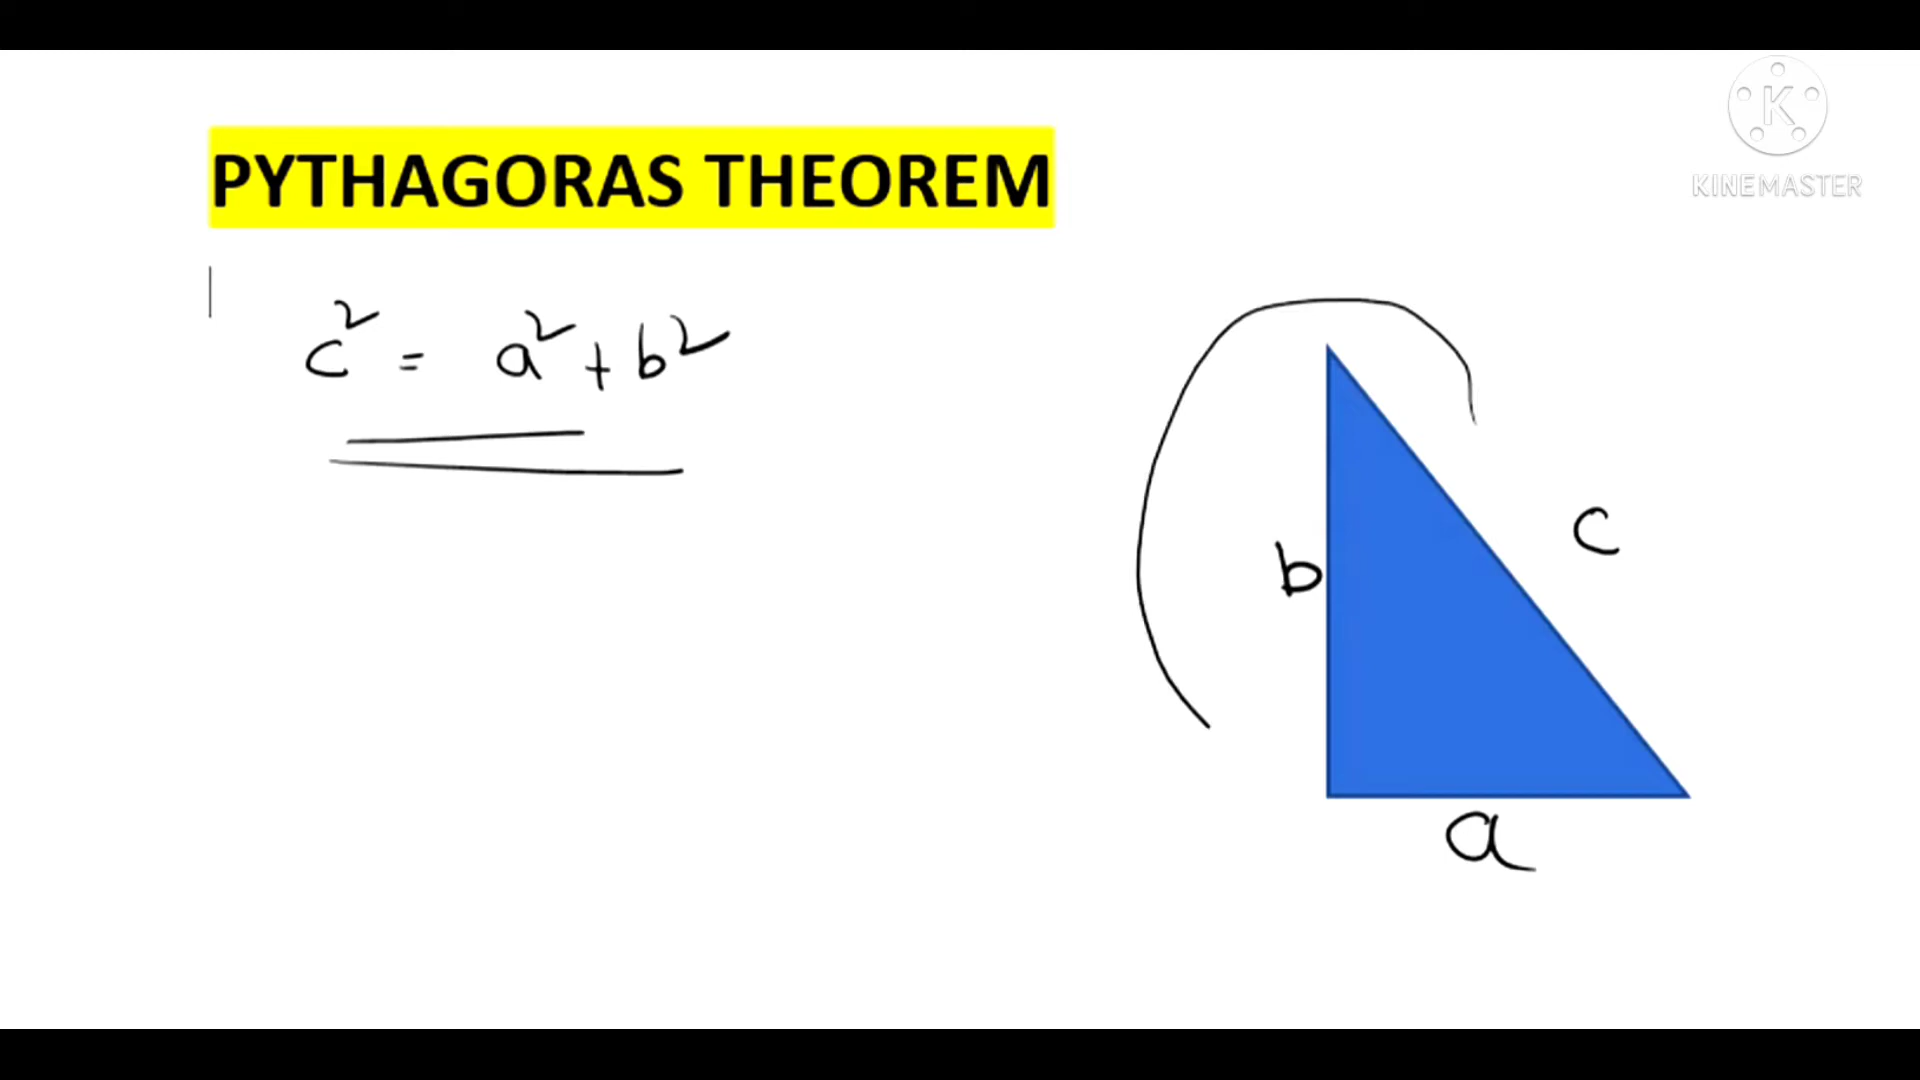 K
KINEMASTER
PYTHAGORAS THEOREM
c² = a² + b²
b
c
a